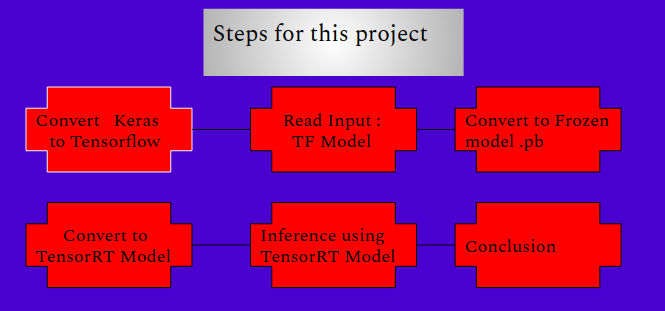 Steps for this project
Convert Keras
to Tensorflow
Read Input :
TF Model
Convert to Frozen
model .pb
Convert to
TensorRT Model
Inference using
TensorRT Model
Conclusion